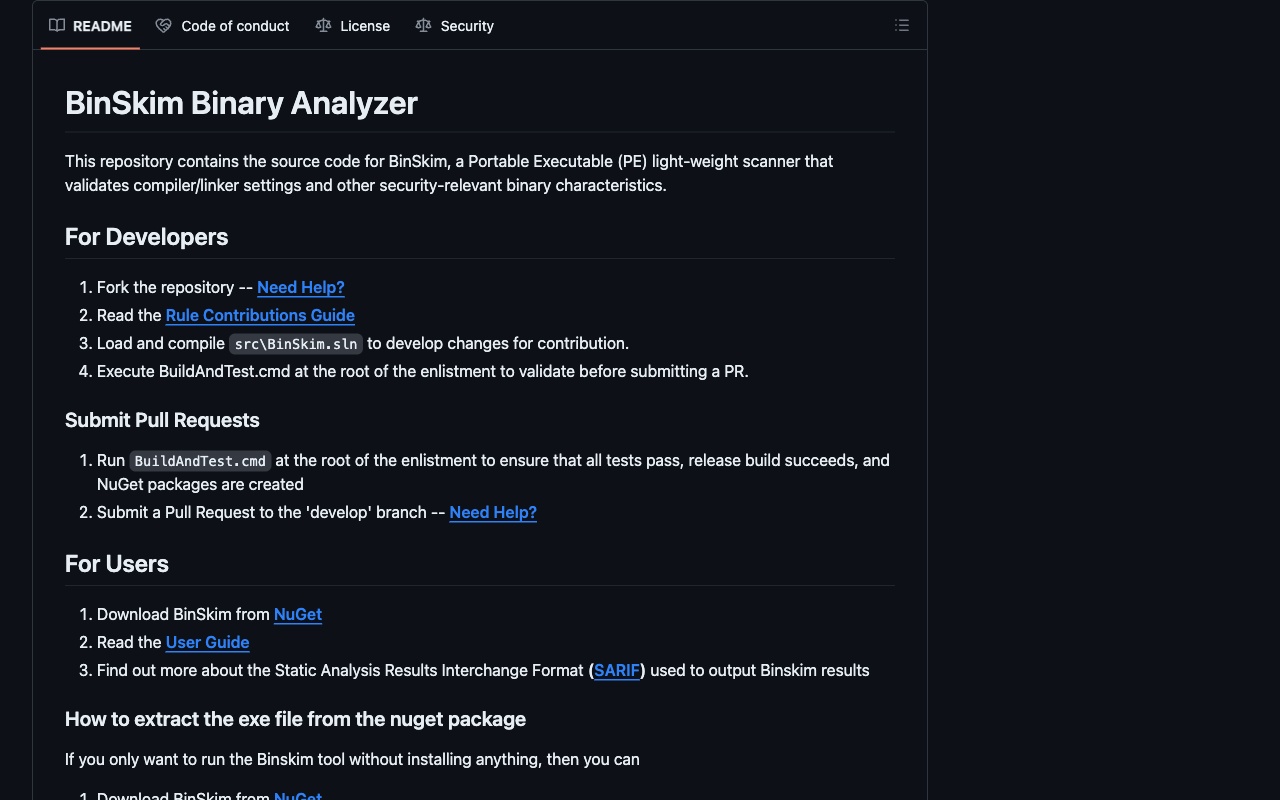 README
Code of conduct
License
Security
BinSkim Binary Analyzer
This repository contains the source code for BinSkim, a Portable Executable (PE) light-weight scanner that
validates compiler/linker settings and other security-relevant binary characteristics.
For Developers
1. Fork the repository -- Need Help?
2. Read the Rule Contributions Guide
3. Load and compile src\BinSkim.sln to develop changes for contribution.
4. Execute BuildAndTest.cmd at the root of the enlistment to validate before submitting a PR.
Submit Pull Requests
1. Run BuildAndTest.cmd at the root of the enlistment to ensure that all tests pass, release build succeeds, and
NuGet packages are created
2. Submit a Pull Request to the 'develop' branch -- Need Help?
For Users
1. Download BinSkim from NuGet
2. Read the User Guide
3. Find out more about the Static Analysis Results Interchange Format (SARIF) used to output Binskim results
How to extract the exe file from the nuget package
If you only want to run the Binskim tool without installing anything, then you can
1. Download BinSkim from NuGet